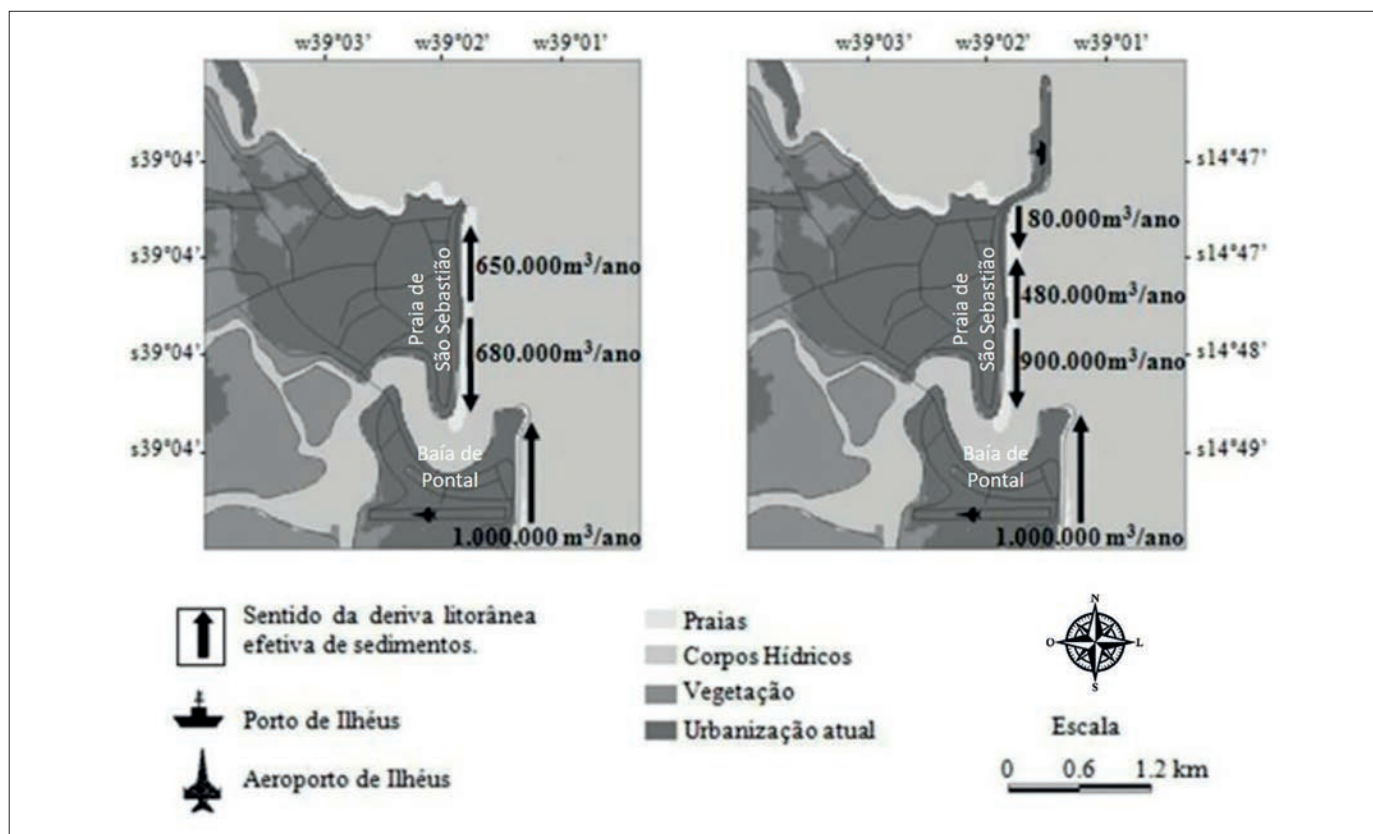 w39°03' w39°02' w39°01'
w39°03' w39°02' w39°01'
s39°04'
s39°04'
s39°04'
s39°04'
Praia de
São Sebastião
650.000m³/ano
680.000m³/ano
Baía de
Pontal
1.000.000 m³/ano
Praia de
São Sebastião
80.000m³/ano
480.000m³/ano
900.000m³/ano
Baía de
Pontal
1.000.000 m³/ano
s14°47'
s14°47'
s14°48'
s14°49'
Sentido da deriva litorânea
efetiva de sedimentos.
Porto de Ilhéus
Aeroporto de Ilhéus
Praias
Corpos Hídricos
Vegetação
Urbanização atual
N
O L
S
Escala
0 0.6 1.2 km